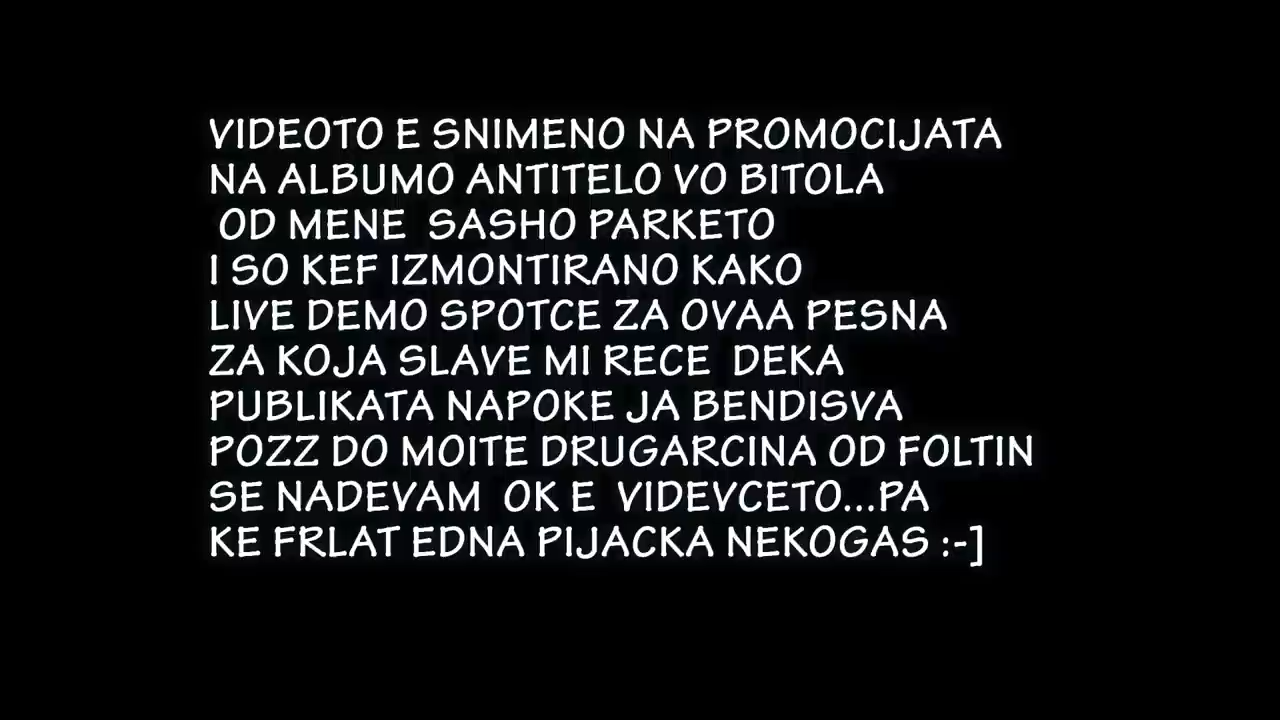 VIDEOTO E SNIMENO NA PROMOCIJATA
NA ALBUMO ANTITELO VO BITOLA
OD MENE SASHO PARKETO
I SO KEF IZMONTIRANO KAKO
LIVE DEMO SPOTCE ZA OVAA PESNA
ZA KOJA SLAVE MI RECE DEKA
PUBLIKATA NAPOKE JA BENDISVA
POZZ DO MOITE DRUGARCINA OD FOLTIN
SE NADEVAM OK E VIDEVCETO...PA
KE FRLAT EDNA PIJACKA NEKOGAS :-]